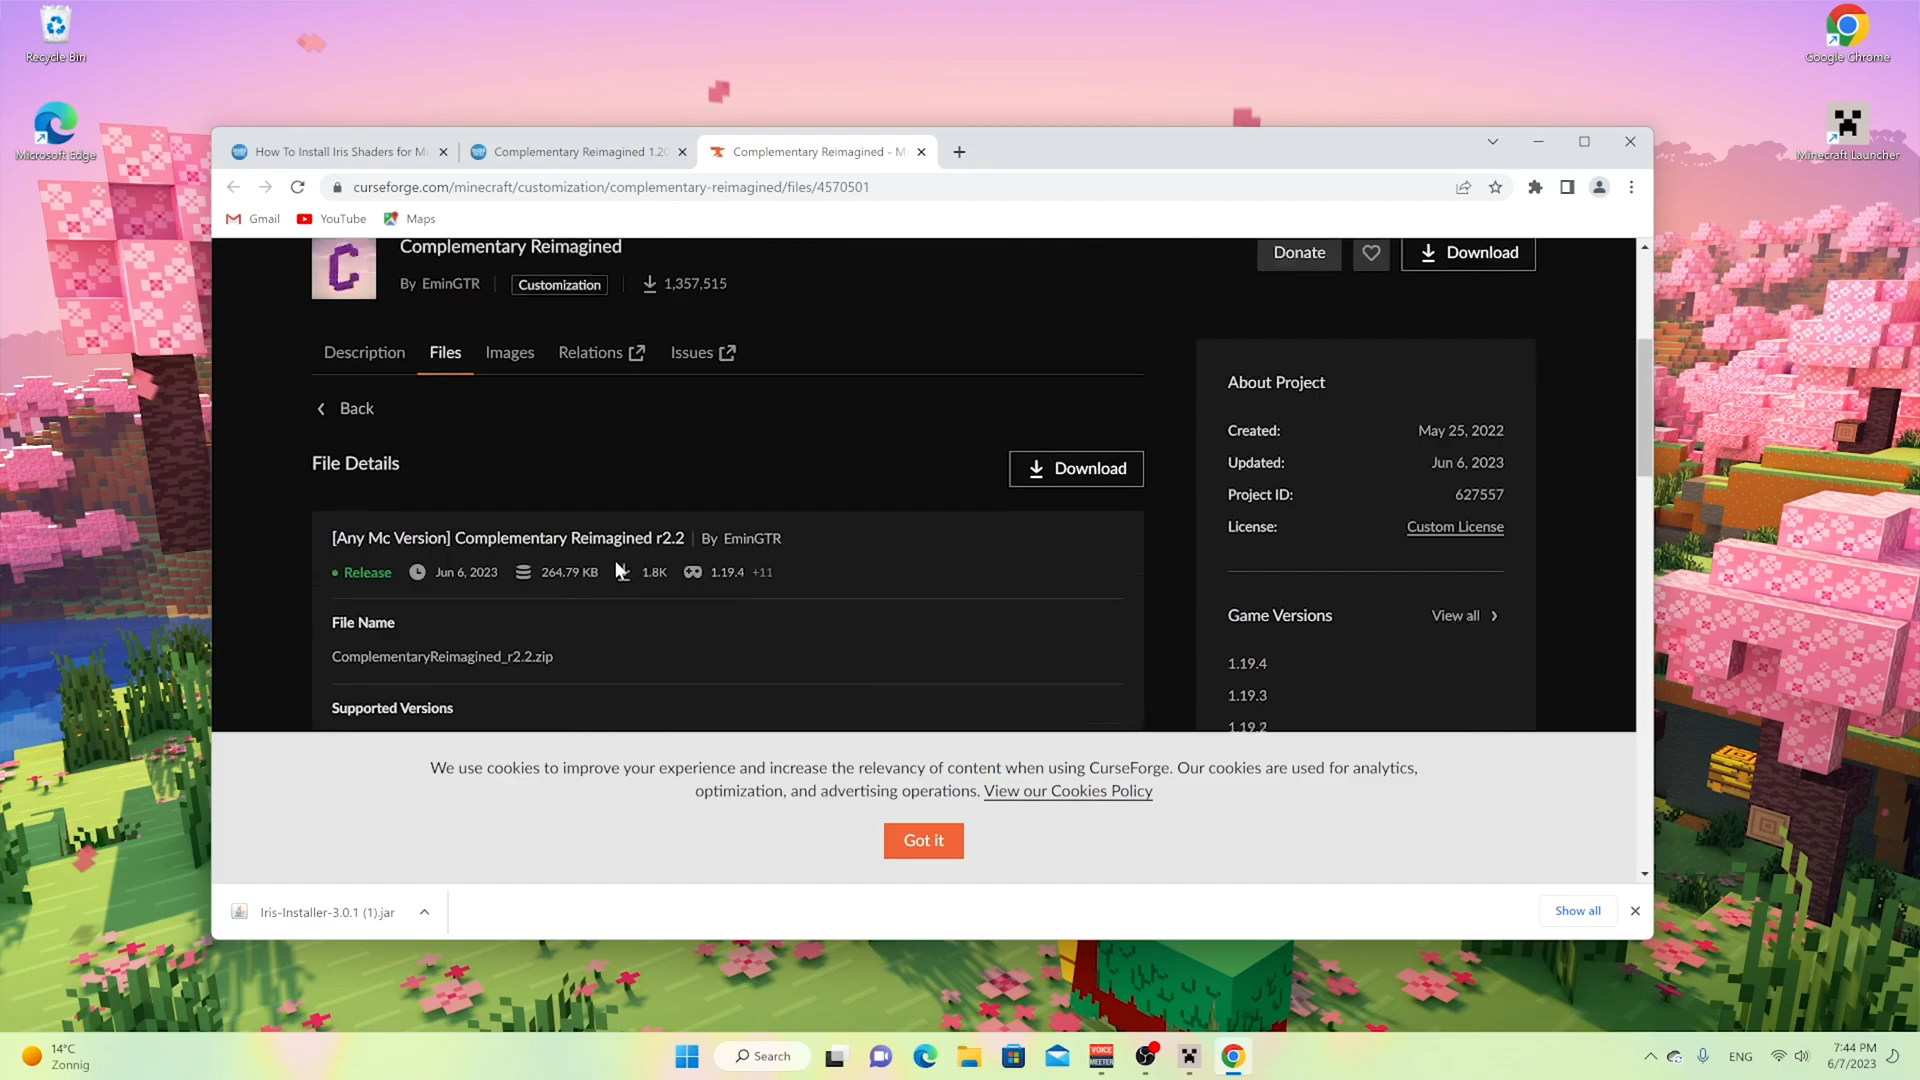 Recycle Bin
Google Chrome
Microsoft Edge
Minecraft Launcher
How To Install Iris Shaders for Mi
Complementary Reimagined 1.20
Complementary Reimagined - M
curseforge.com/minecraft/customization/complementary-reimagined/files/4570501
Gmail
YouTube
Maps
Complementary Reimagined
Donate
Download
By EminGTR
Customization
1,357,515
Description
Files
Images
Relations
Issues
Back
File Details
Download
[Any Mc Version] Complementary Reimagined r2.2 | By EminGTR
Release
Jun 6, 2023
264.79 KB
1.8K
1.19.4 +11
File Name
ComplementaryReimagined_r2.2.zip
Supported Versions
About Project
Created: May 25, 2022
Updated: Jun 6, 2023
Project ID: 627557
License: Custom License
Game Versions
View all
1.19.4
1.19.3
1.19.2
We use cookies to improve your experience and increase the relevancy of content when using CurseForge. Our cookies are used for analytics,
optimization, and advertising operations. View our Cookies Policy
Got it
Iris-Installer-3.0.1 (1).jar
Show all
14°C
Zonnig
Search
VOICE
MEETER
ENG
7:44 PM
6/7/2023